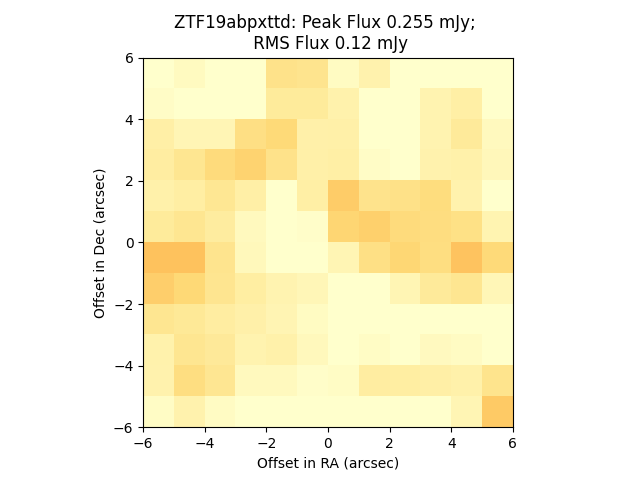 ZTF19abpxttd: Peak Flux 0.255 mJy;
RMS Flux 0.12 mJy
6
4
2
0
−2
−4
−6
Offset in Dec (arcsec)
−6 −4 −2 0 2 4 6
Offset in RA (arcsec)